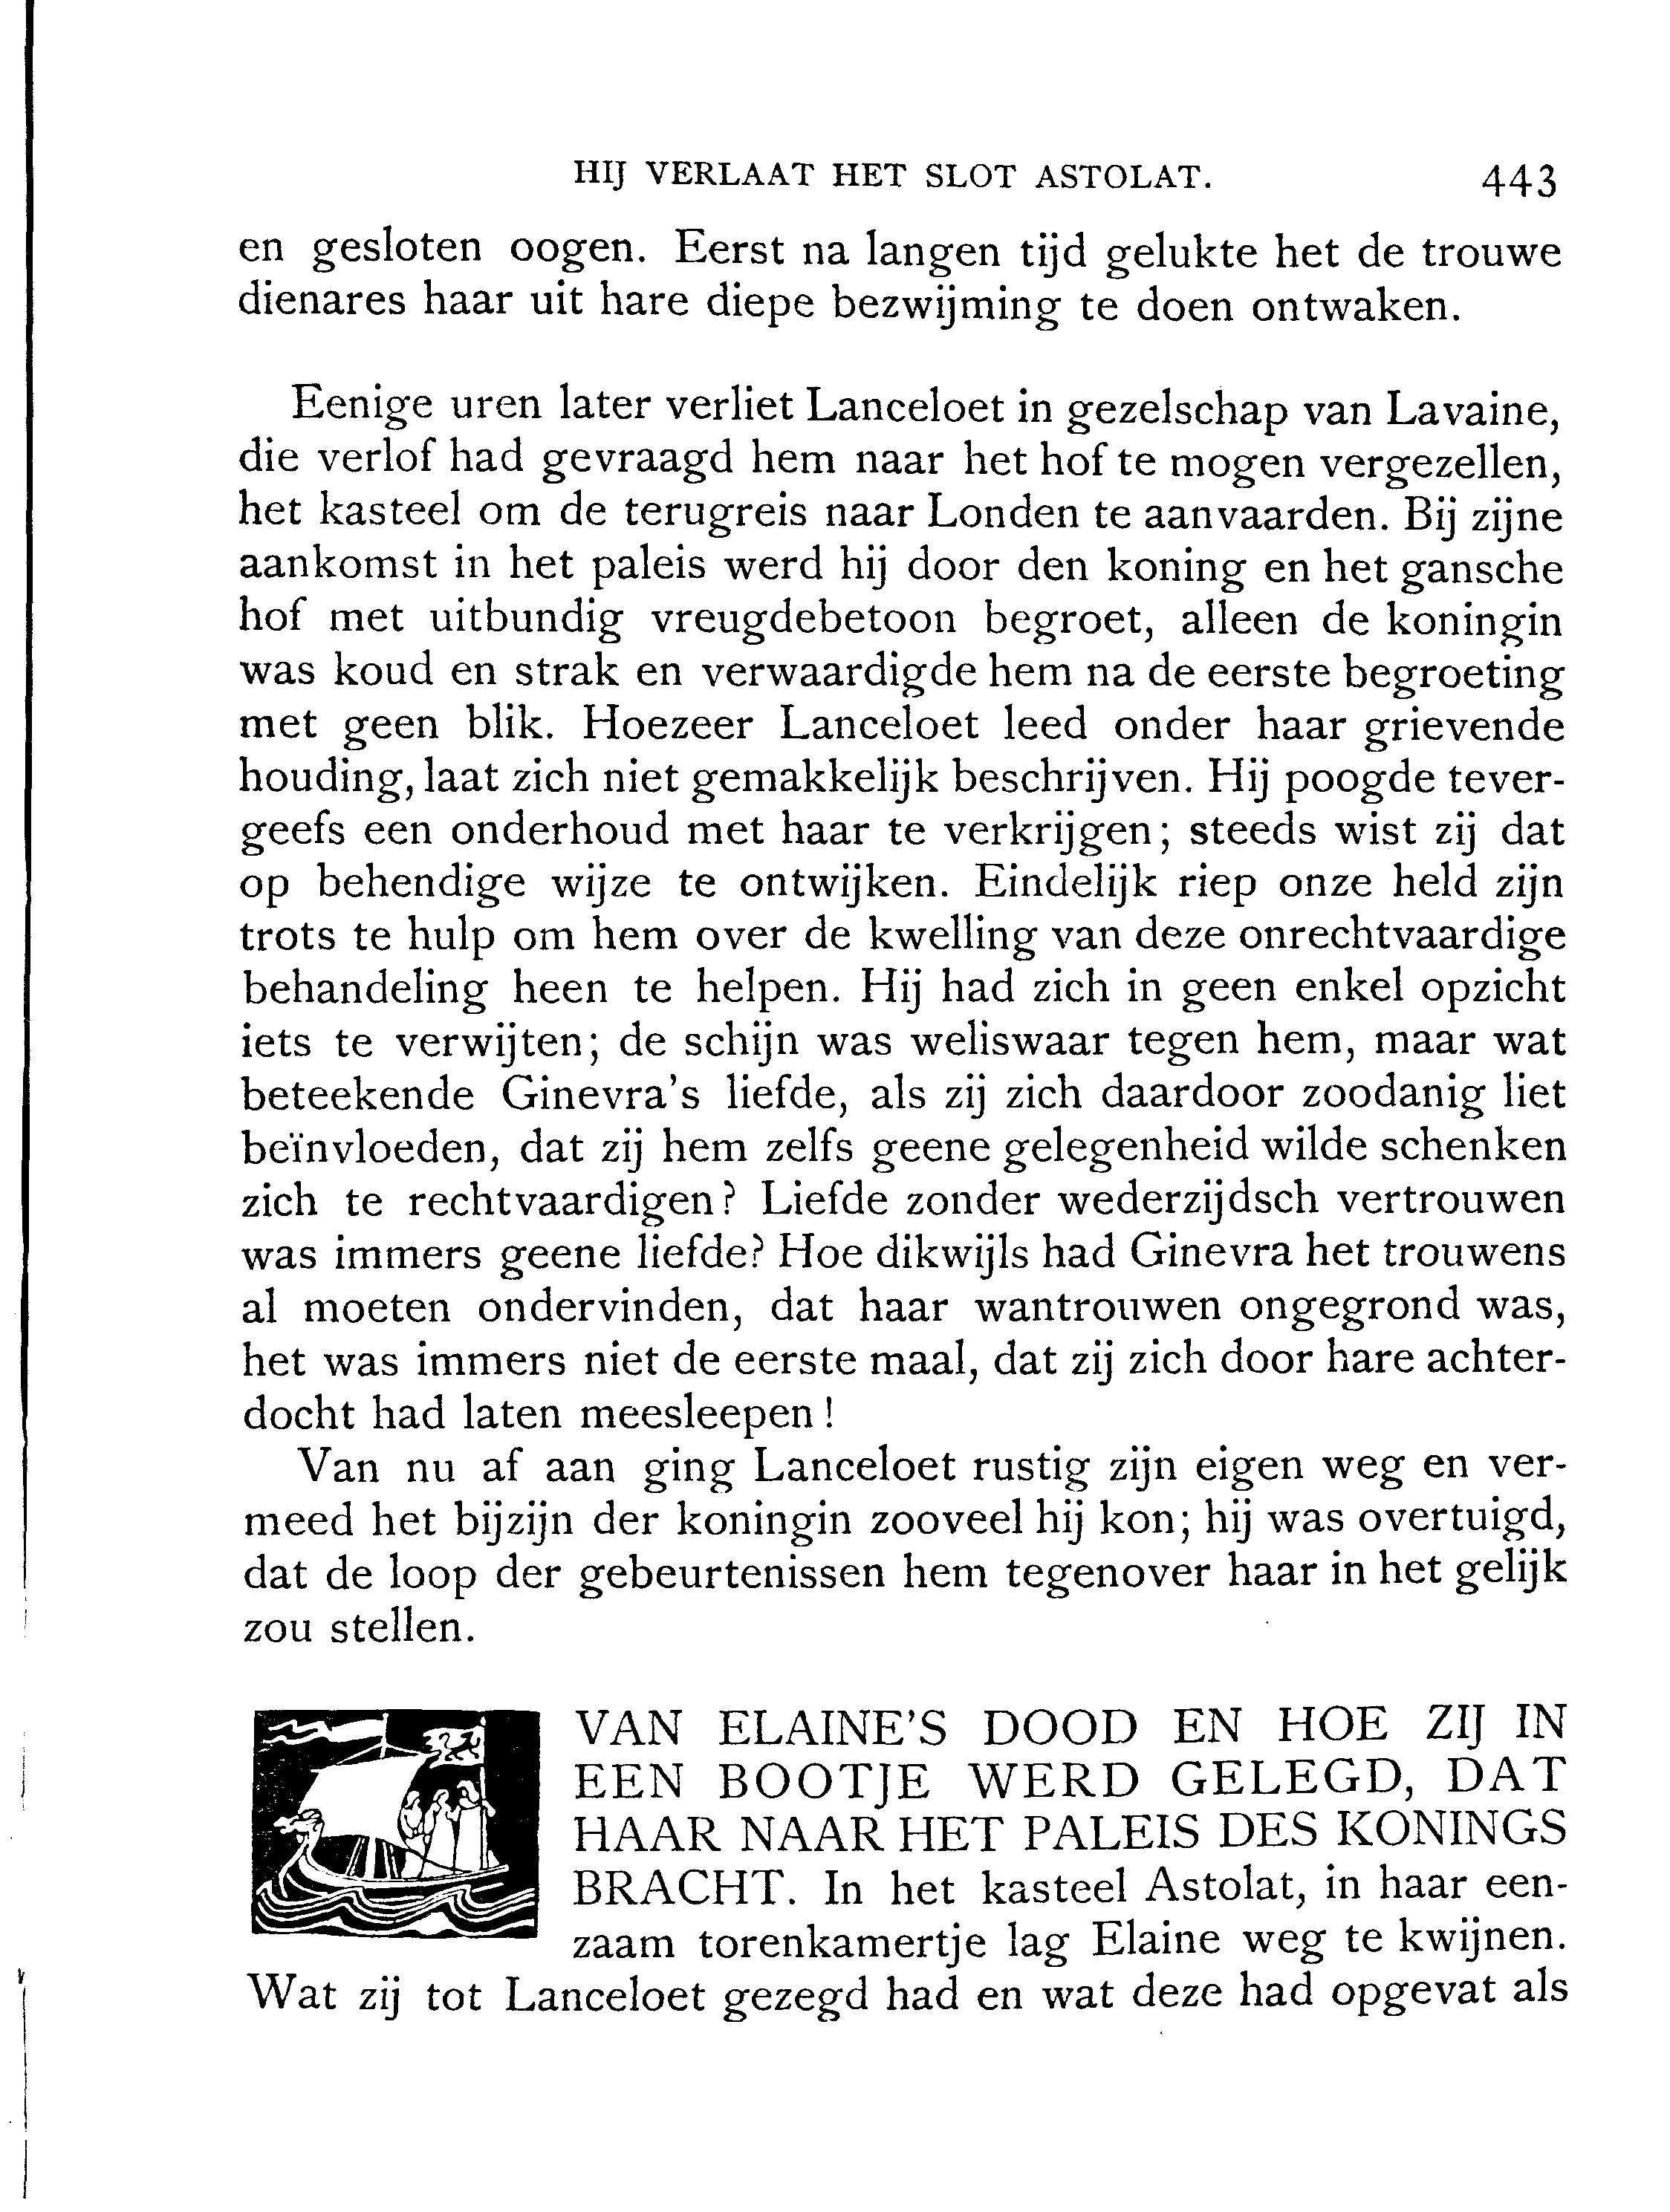 HIJ VERLAAT HET SLOT ASTOLAT. 443
en gesloten oogen. Eerst na langen tijd gelukte het de trouwe
dienares haar uit hare diepe bezwijming te doen ontwaken.
Eenige uren later verliet Lanceloet in gezelschap van Lavaine,
die verlof had gevraagd hem naar het hof te mogen vergezellen,
het kasteel om de terugreis naar Londen te aanvaarden. Bij zijne
aankomst in het paleis werd hij door den koning en het gansche
hof met uitbundig vreugdebetoon begroet, alleen de koningin
was koud en strak en verwaardigde hem na de eerste begroeting
met geen blik. Hoezeer Lanceloet leed onder haar grievende
houding, laat zich niet gemakkelijk beschrijven. Hij poogde tever-
geefs een onderhoud met haar te verkrijgen; steeds wist zij dat
op behendige wijze te ontwijken. Eindelijk riep onze held zijn
trots te hulp om hem over de kwelling van deze onrechtvaardige
behandeling heen te helpen. Hij had zich in geen enkel opzicht
iets te verwijten; de schijn was weliswaar tegen hem, maar wat
beteekende Ginevra's liefde, als zij zich daardoor zoodanig liet
beïnvloeden, dat zij hem zelfs geene gelegenheid wilde schenken
zich te rechtvaardigen? Liefde zonder wederzijdsch vertrouwen
was immers geene liefde? Hoe dikwijls had Ginevra het trouwens
al moeten ondervinden, dat haar wantrouwen ongegrond was,
het was immers niet de eerste maal, dat zij zich door hare achter-
docht had laten meesleepen!
Van nu af aan ging Lanceloet rustig zijn eigen weg en ver-
meed het bijzijn der koningin zooveel hij kon; hij was overtuigd,
dat de loop der gebeurtenissen hem tegenover haar in het gelijk
zou stellen.
VAN ELAINE'S DOOD EN HOE ZIJ IN
EEN BOOTJE WERD GELEGD, DAT
HAAR NAAR HET PALEIS DES KONINGS
BRACHT. In het kasteel Astolat, in haar een-
zaam torenkamertje lag Elaine weg te kwijnen.
Wat zij tot Lanceloet gezegd had en wat deze had opgevat als